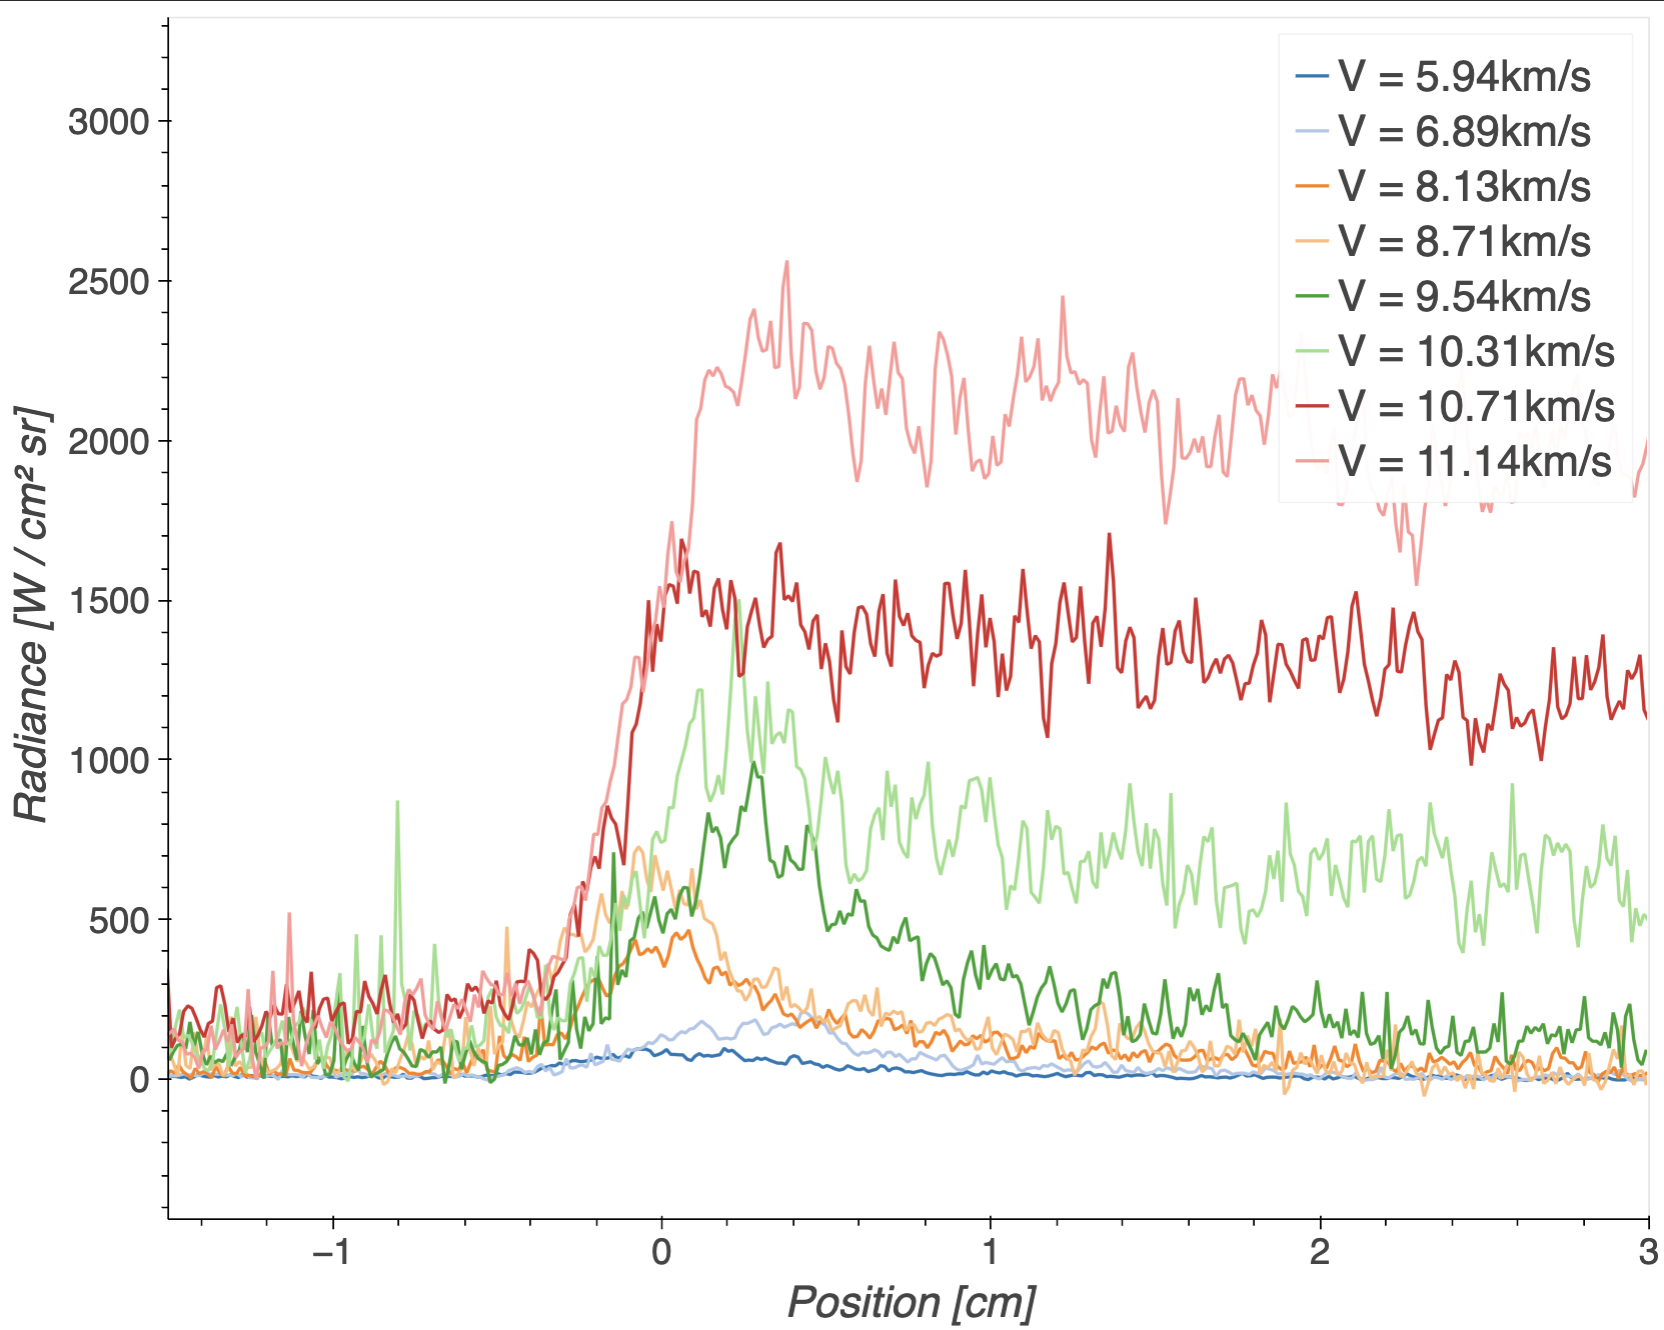 V = 5.94km/s
V = 6.89km/s
V = 8.13km/s
V = 8.71km/s
V = 9.54km/s
V = 10.31km/s
V = 10.71km/s
V = 11.14km/s
3000
2500
2000
1500
1000
500
0
Radiance [W / cm² sr]
−1
0
1
2
3
Position [cm]